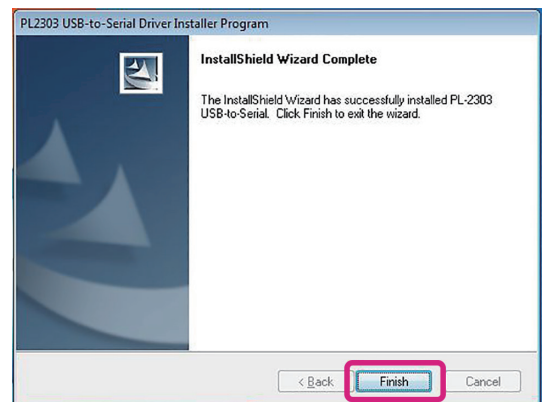 PL2303 USB-to-Serial Driver Installer Program
InstallShield Wizard Complete
The InstallShield Wizard has successfully installed PL-2303
USB-to-Serial. Click Finish to exit the wizard.
< Back
Finish
Cancel